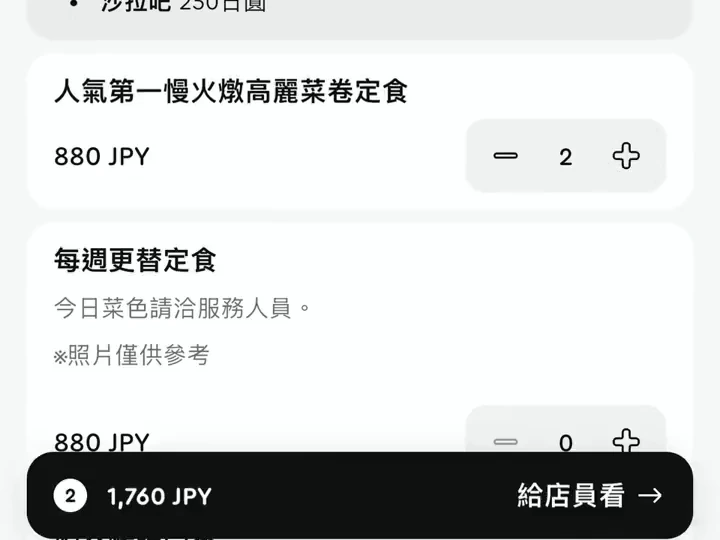 • 沙拉吧 250日圓
人氣第一慢火燉高麗菜卷定食
880 JPY
2
每週更替定食
今日菜色請洽服務人員。
※照片僅供參考
880 JPY
0
2 1,760 JPY 給店員看 →